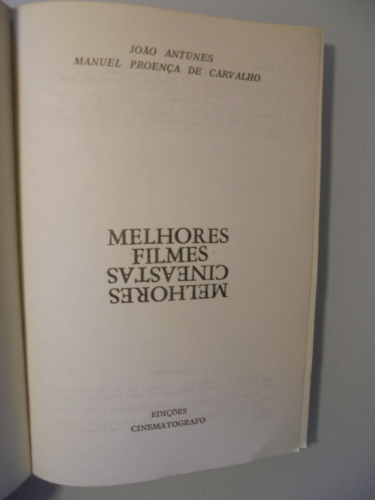 JOÃO ANTUNES
MANUEL PROENÇA DE CARVALHO
MELHORES
FILMES
CINEASTAS
MELHORES
EDIÇÕES
CINEMATOGRAFO